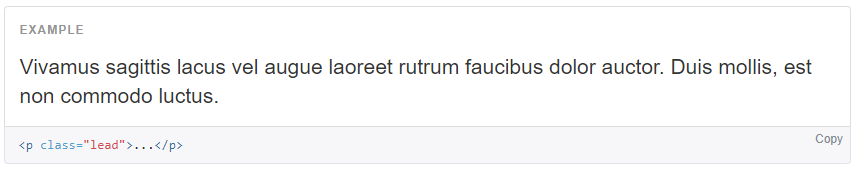 EXAMPLE
Vivamus sagittis lacus vel augue laoreet rutrum faucibus dolor auctor. Duis mollis, est
non commodo luctus.
<p class="lead">...</p>
Copy